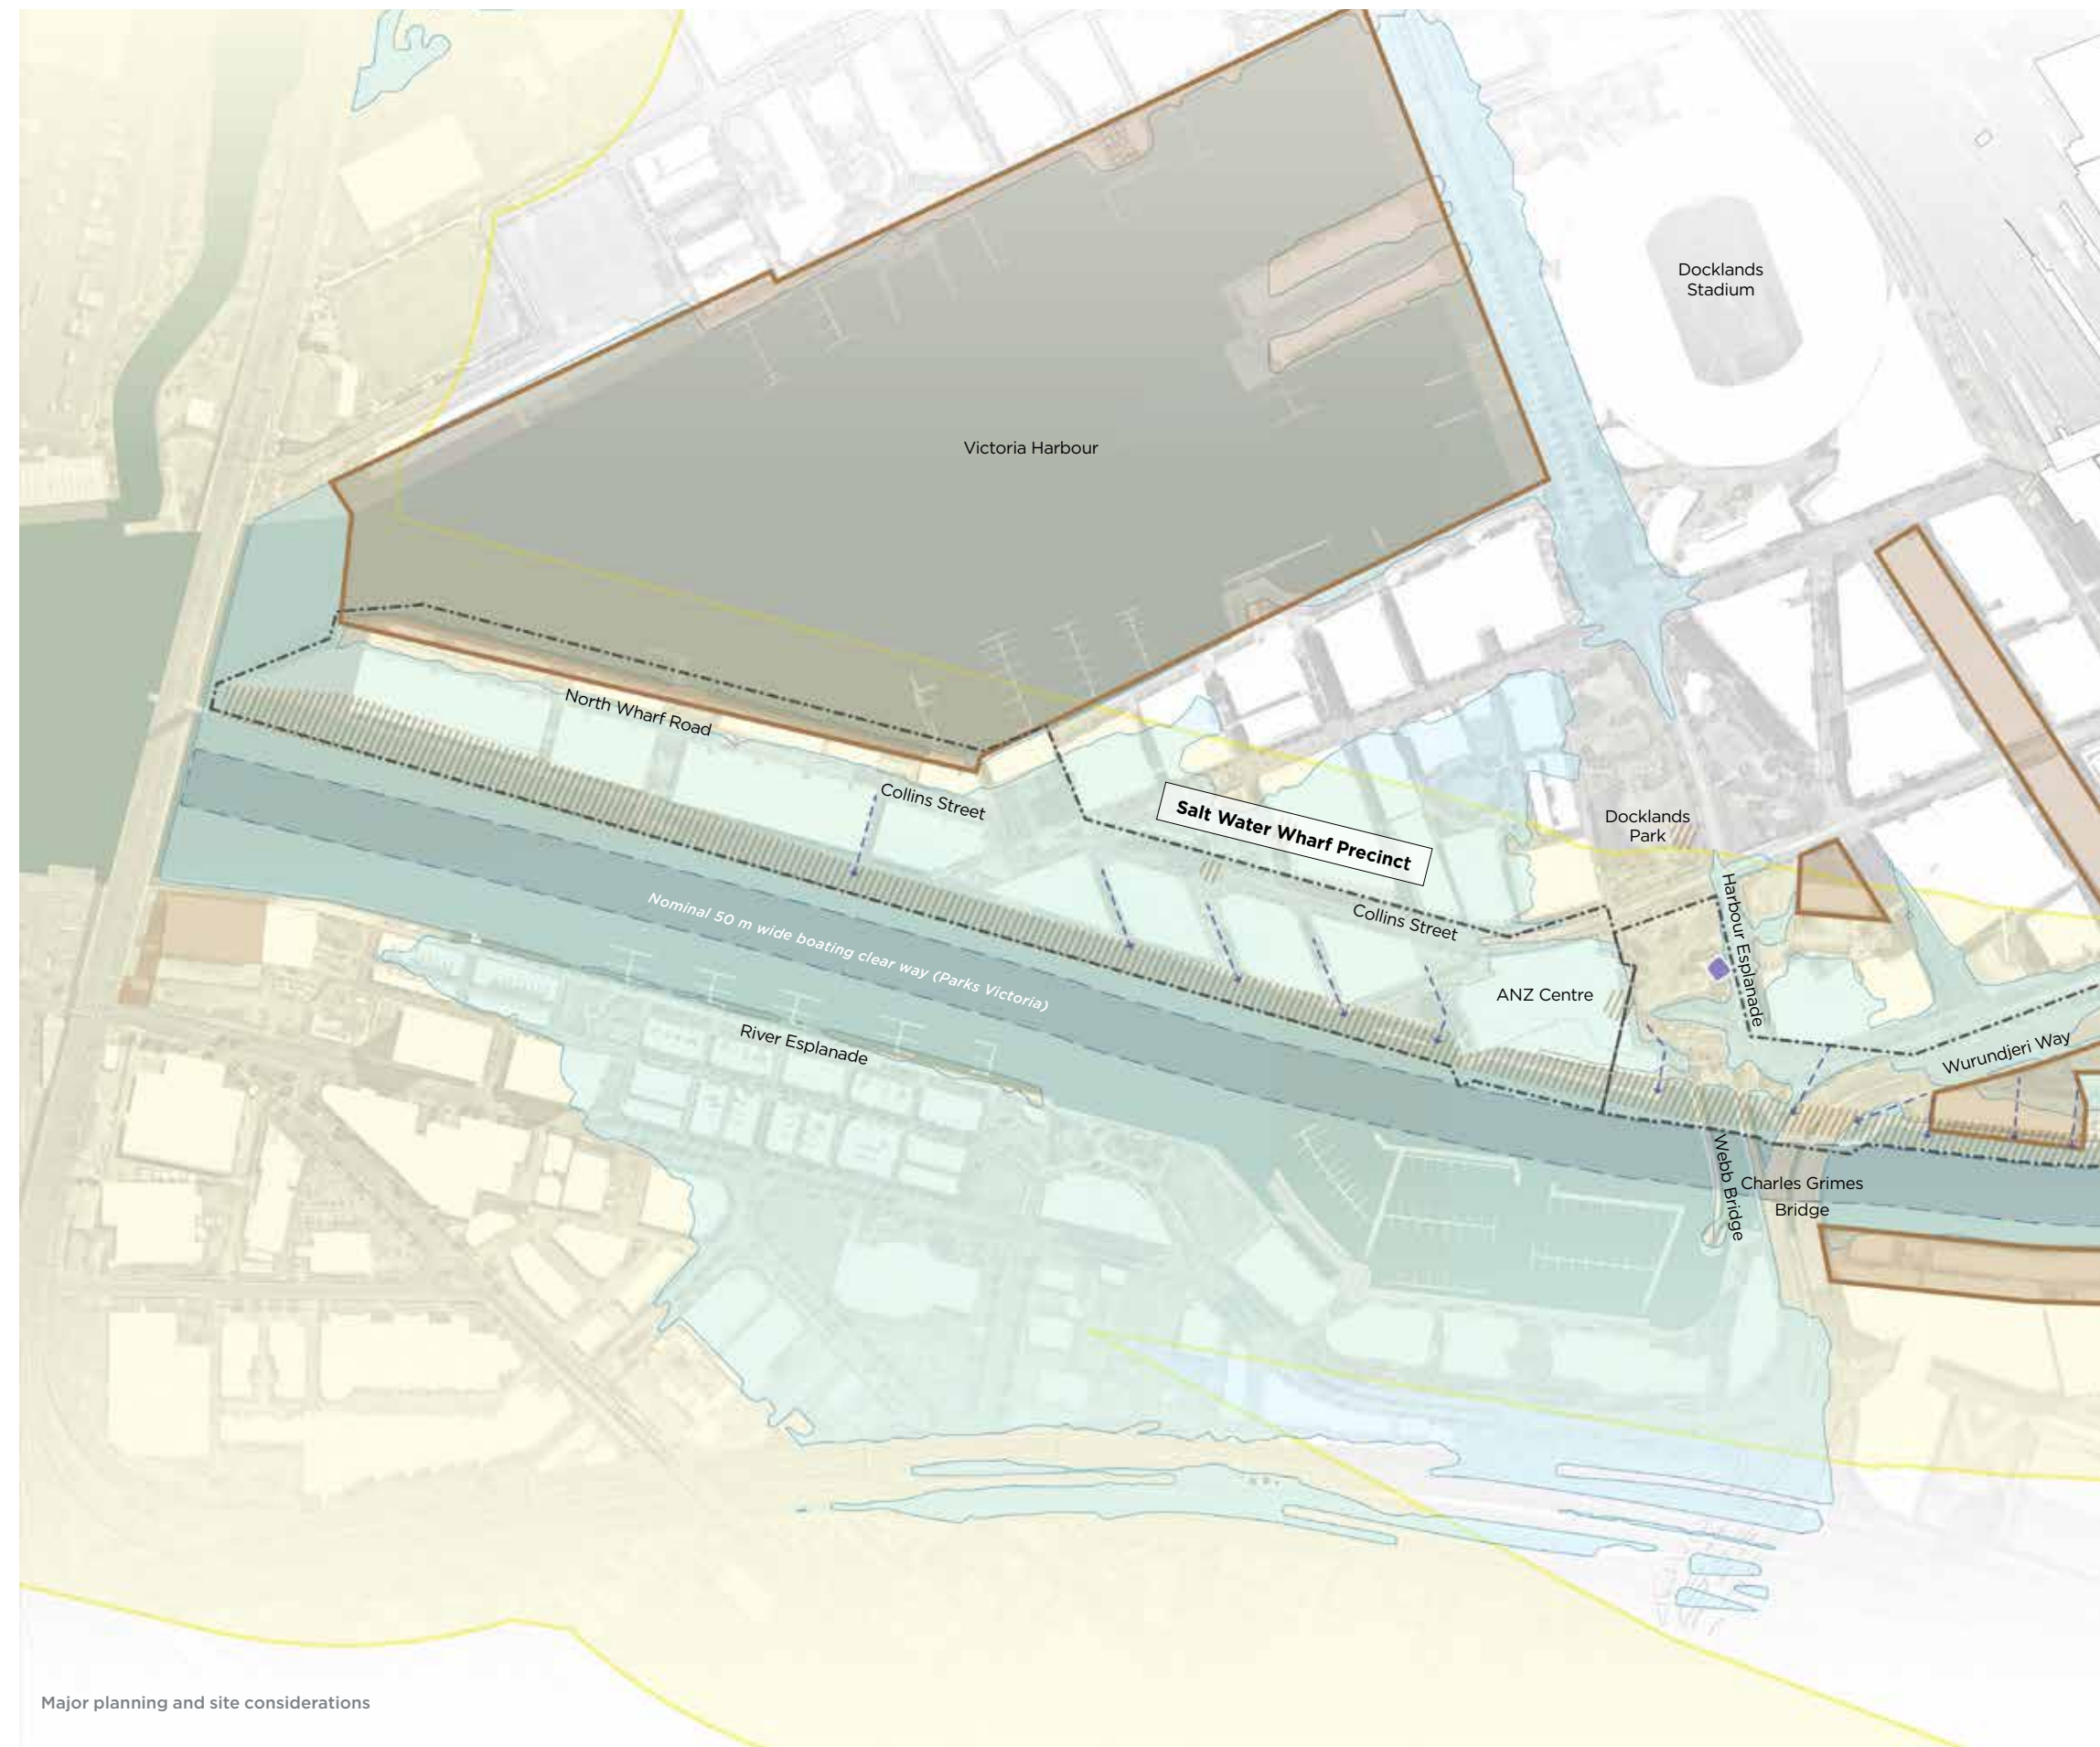 Docklands
Stadium
Victoria Harbour
North Wharf Road
Collins Street
Salt Water Wharf Precinct
Docklands
Park
Collins Street
Harbour Esplanade
Nominal 50 m wide boating clear way (Parks Victoria)
ANZ Centre
River Esplanade
Wurundjeri Way
Webb Bridge
Charles Grimes
Bridge
Major planning and site considerations